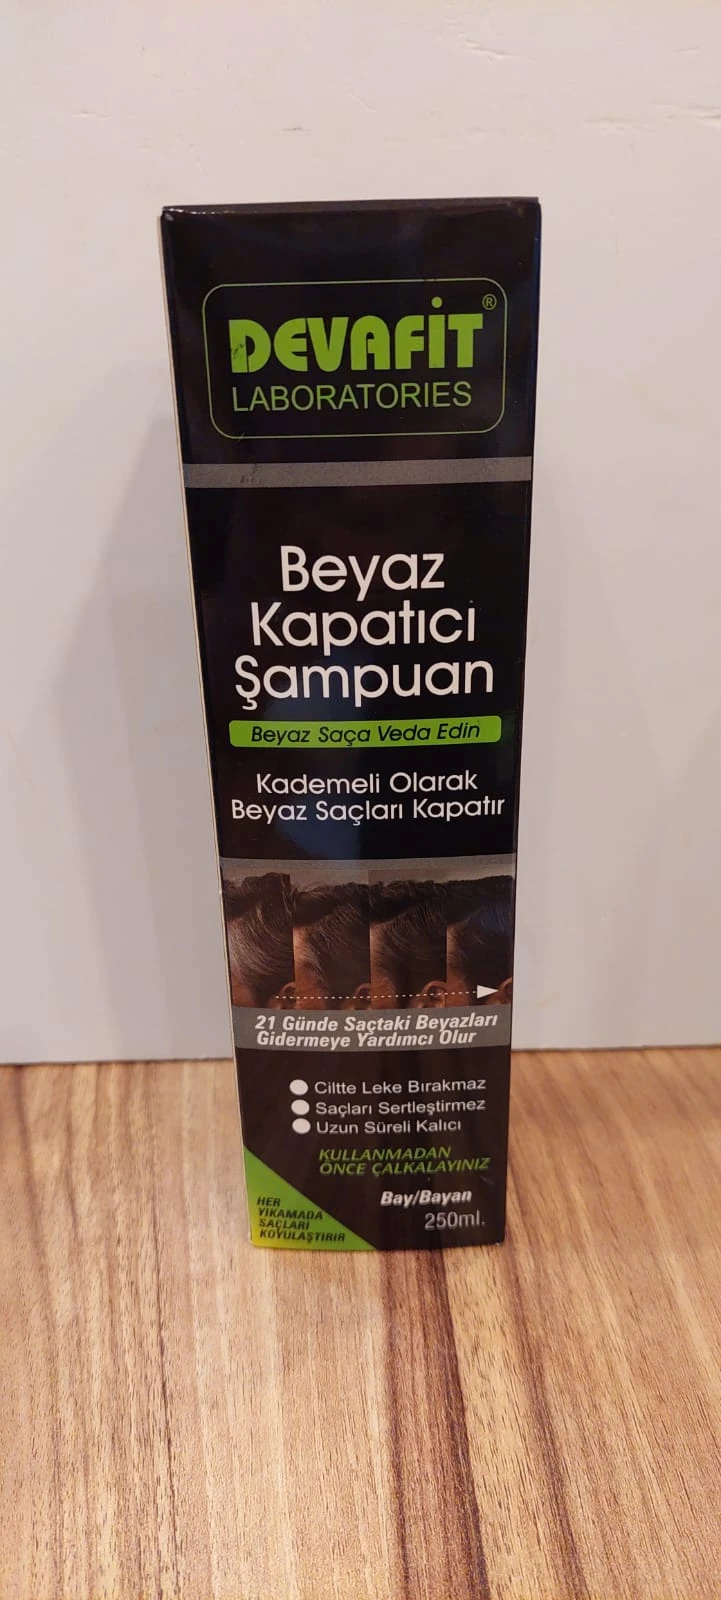 DEVAFİT®
LABORATORIES
Beyaz
Kapatıcı
Şampuan
Beyaz Saça Veda Edin
Kademeli Olarak
Beyaz Saçları Kapatır
21 Günde Saçtaki Beyazları
Gidermeye Yardımcı Olur
Ciltte Leke Bırakmaz
Saçları Sertleştirmez
Uzun Süreli Kalıcı
KULLANMADAN
ÖNCE ÇALKALAYINIZ
Bay/Bayan
250ml.
HER
YIKAMADA
SAÇLARI
KOYULAŞTIRIR